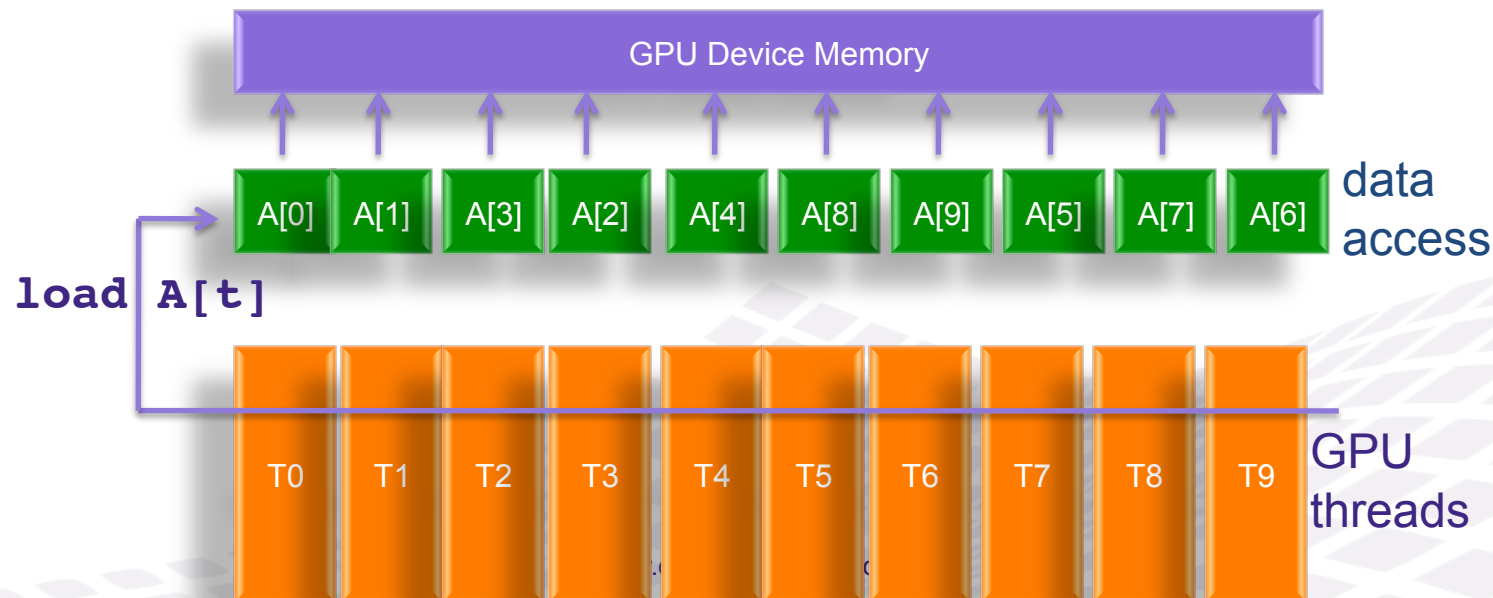 GPU Device Memory
A[0] A[1] A[3] A[2] A[4] A[8] A[9] A[5] A[7] A[6]
data
access
load A[t]
T0 T1 T2 T3 T4 T5 T6 T7 T8 T9
GPU
threads